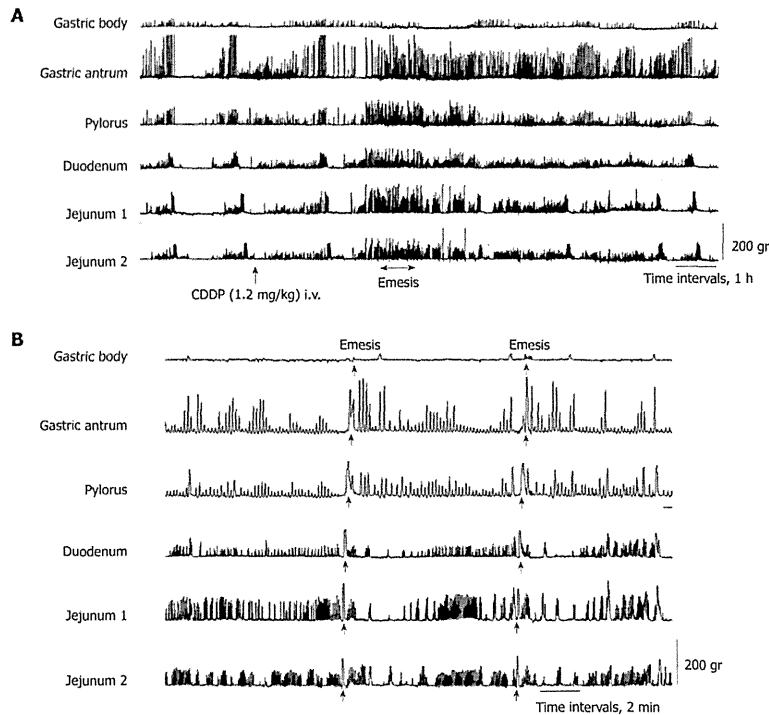 A
Gastric body
Gastric antrum
Pylorus
Duodenum
Jejunum 1
Jejunum 2
200 gr
Time intervals, 1 h
CDDP (1.2 mg/kg) i.v.
Emesis
B
Emesis
Emesis
Gastric body
Gastric antrum
Pylorus
Duodenum
Jejunum 1
Jejunum 2
200 gr
Time intervals, 2 min